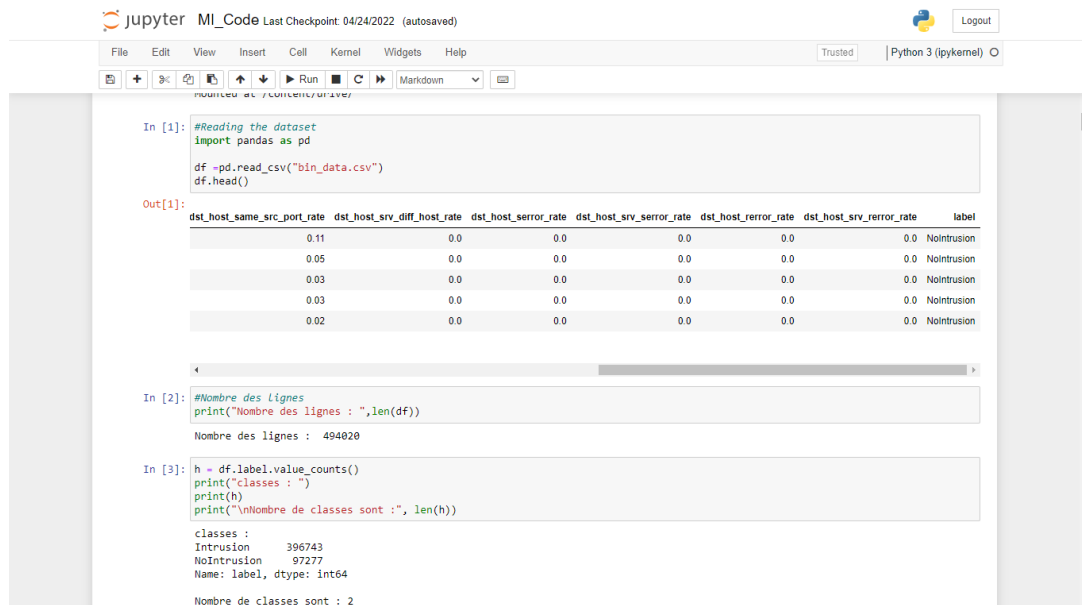 jupyter MI_Code Last Checkpoint: 04/24/2022 (autosaved)
Logout
File Edit View Insert Cell Kernel Widgets Help
Trusted
Python 3 (ipykernel)
Run
Markdown
Mounted at /content/drive/
In [1]: #Reading the dataset
import pandas as pd
df =pd.read_csv("bin_data.csv")
df.head()
Out[1]:
dst_host_same_src_port_rate dst_host_srv_diff_host_rate dst_host_serror_rate dst_host_srv_serror_rate dst_host_rerror_rate dst_host_srv_rerror_rate label
0.11 0.0 0.0 0.0 0.0 0.0 NoIntrusion
0.05 0.0 0.0 0.0 0.0 0.0 NoIntrusion
0.03 0.0 0.0 0.0 0.0 0.0 NoIntrusion
0.03 0.0 0.0 0.0 0.0 0.0 NoIntrusion
0.02 0.0 0.0 0.0 0.0 0.0 NoIntrusion
In [2]: #Nombre des lignes
print("Nombre des lignes : ",len(df))
Nombre des lignes :  494020
In [3]: h = df.label.value_counts()
print("classes : ")
print(h)
print("\nNombre de classes sont :", len(h))
classes :
Intrusion      396743
NoIntrusion     97277
Name: label, dtype: int64
Nombre de classes sont : 2